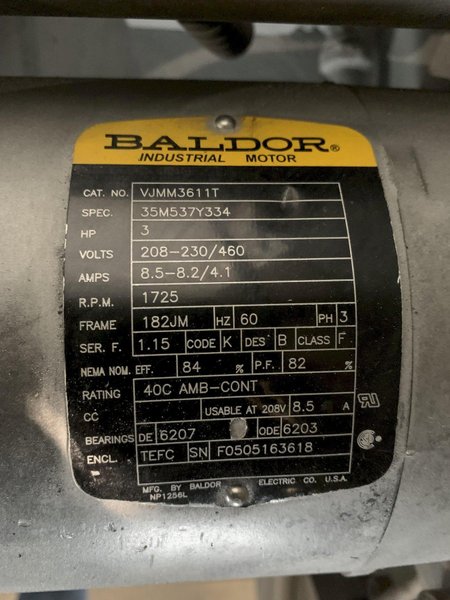 BALDOR®
INDUSTRIAL MOTOR
CAT. NO. VJMM3611T
SPEC. 35M537Y334
HP 3
VOLTS 208-230/460
AMPS 8.5-8.2/4.1
R.P.M. 1725
FRAME 182JM HZ 60 PH 3
SER. F. 1.15 CODE K DES B CLASS F
NEMA NOM. EFF. 84 % P.F. 82 %
RATING 40C AMB-CONT
CC USABLE AT 208V 8.5 A
BEARINGS DE 6207 ODE 6203
ENCL. TEFC SN F0505163618
MFG. BY BALDOR ELECTRIC CO. U.S.A.
NP1256L